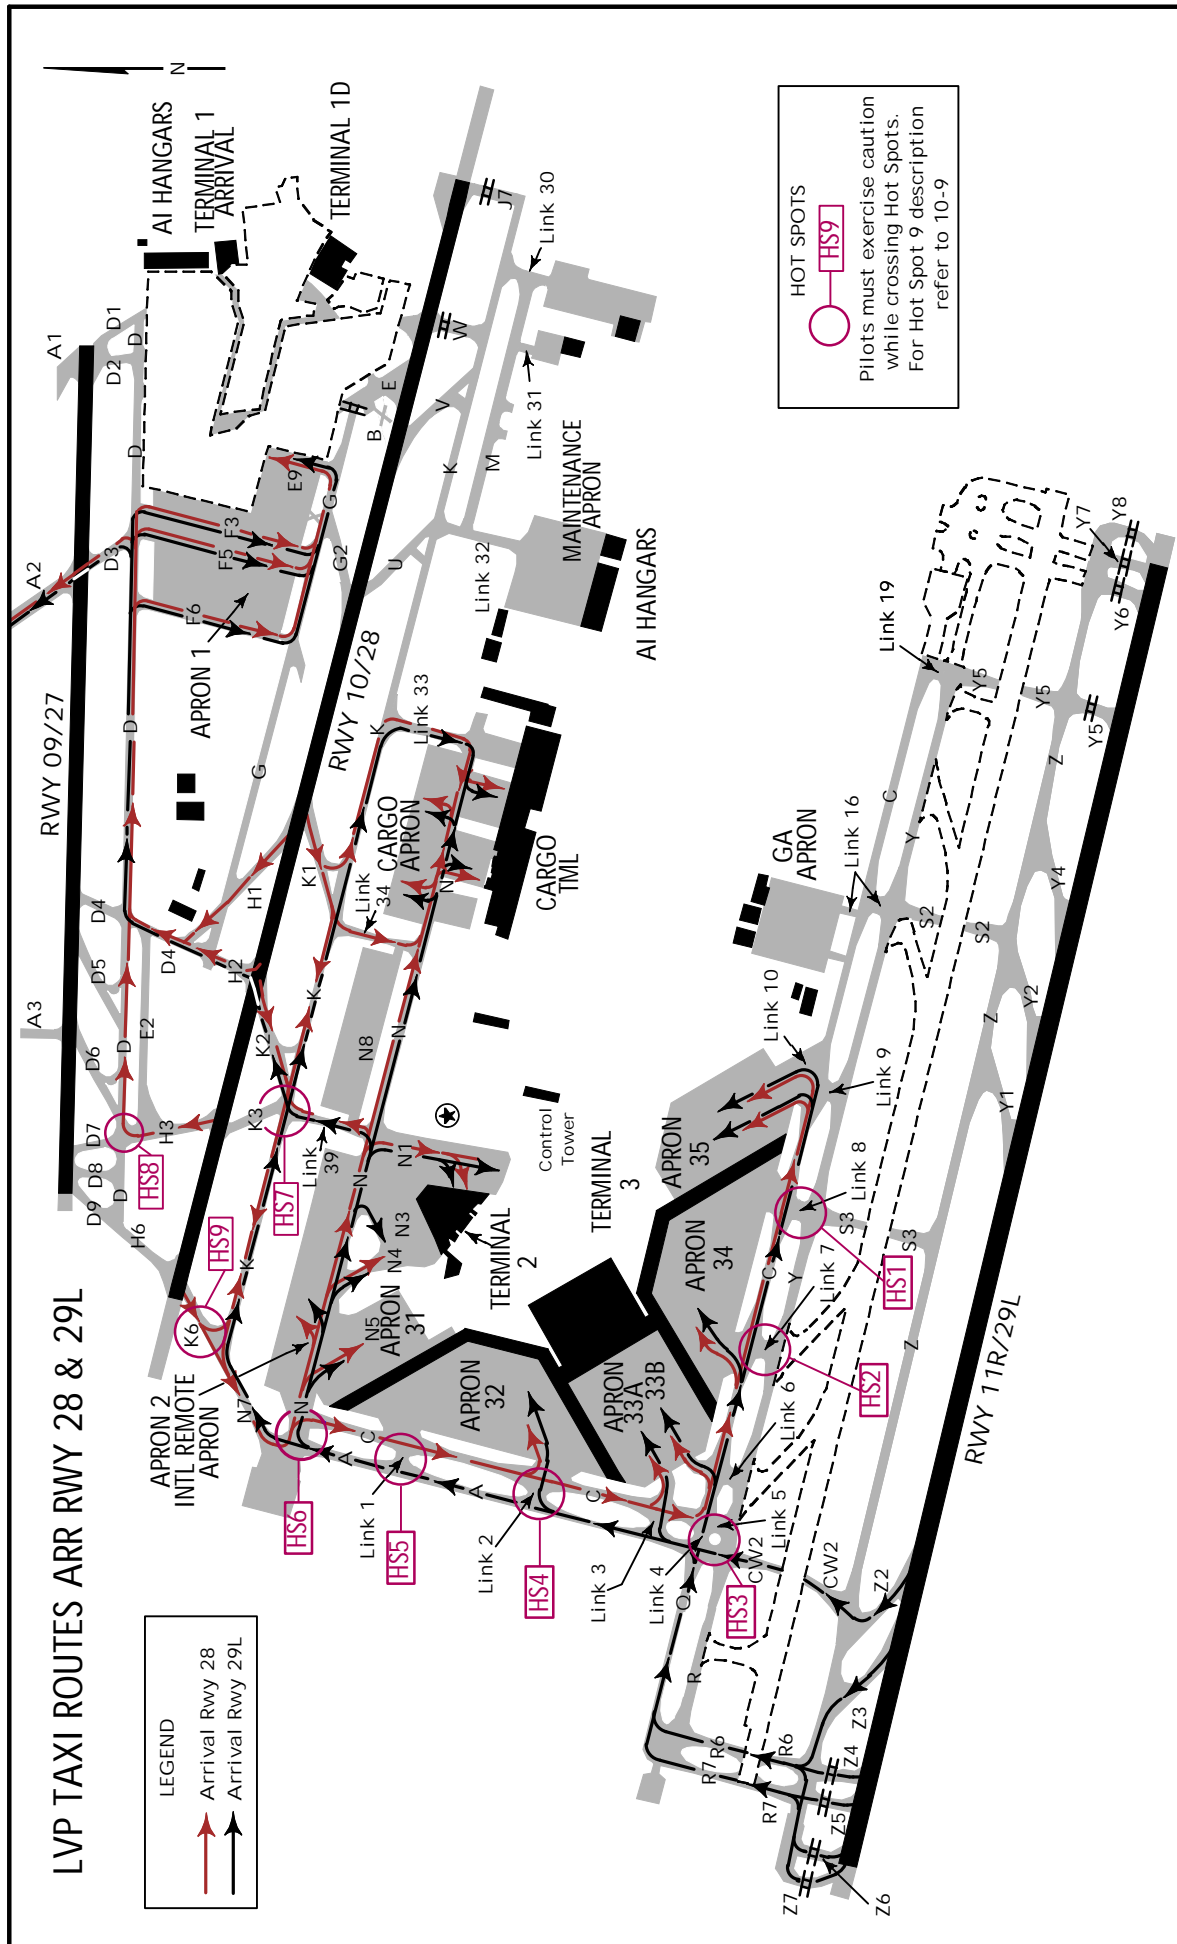 LVP TAXI ROUTES ARR RWY 28 & 29L
LEGEND
Arrival Rwy 28
Arrival Rwy 29L
N
HOT SPOTS
HS9
Pilots must exercise caution
while crossing Hot Spots.
For Hot Spot 9 description
refer to 10-9
RWY 09/27
A1
A2
A3
D1
D
D2
D
D3
D
D4
D4
D5
D
D6
D7
D8
D9
D
E2
H6
H3
HS8
AI HANGARS
TERMINAL 1
ARRIVAL
TERMINAL 1D
APRON 1
F3
F5
F6
E9
G
G2
G
B
E
H1
H2
RWY 10/28
J7
W
V
K
M
U
Link 30
Link 31
Link 32
Link 33
MAINTENANCE
APRON
AI HANGARS
K
K1
K
K2
K3
K
K6
HS9
HS7
Link
34
Link
39
CARGO
APRON
CARGO
TML
N
N
N8
N
N1
N3
N4
N5
N
N7
APRON 2
INTL REMOTE
APRON
APRON
31
TERMINAL
2
Control
Tower
TERMINAL
3
HS6
A
C
Link 1
HS5
A
APRON
32
Link 2
HS4
C
Link 3
Link 4
Link 5
HS3
APRON
33A
33B
APRON
34
APRON
35
Link 6
Link 7
HS2
Link 8
HS1
Link 9
Link 10
C
Y
S3
S3
GA
APRON
Link 16
C
Y
S2
S2
Link 19
Y5
Y5
Y5
Y6
Y7
Y8
Z
Y4
Y2
Z
Y1
Z
RWY 11R/29L
Q
R
CW2
CW2
Z2
Z3
R6
R6
R7
R7
Z4
Z5
Z6
Z7